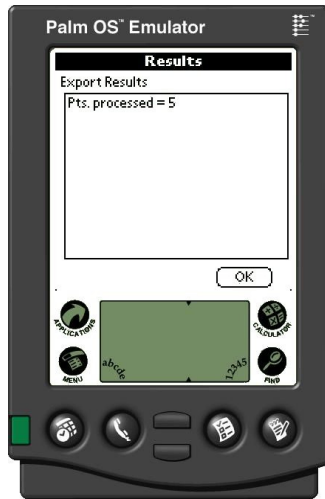 Palm OS™ Emulator
Results
Export Results
Pts. processed = 5
OK
APPLICATIONS
CALCULATOR
MENU
abcde
12345
FIND